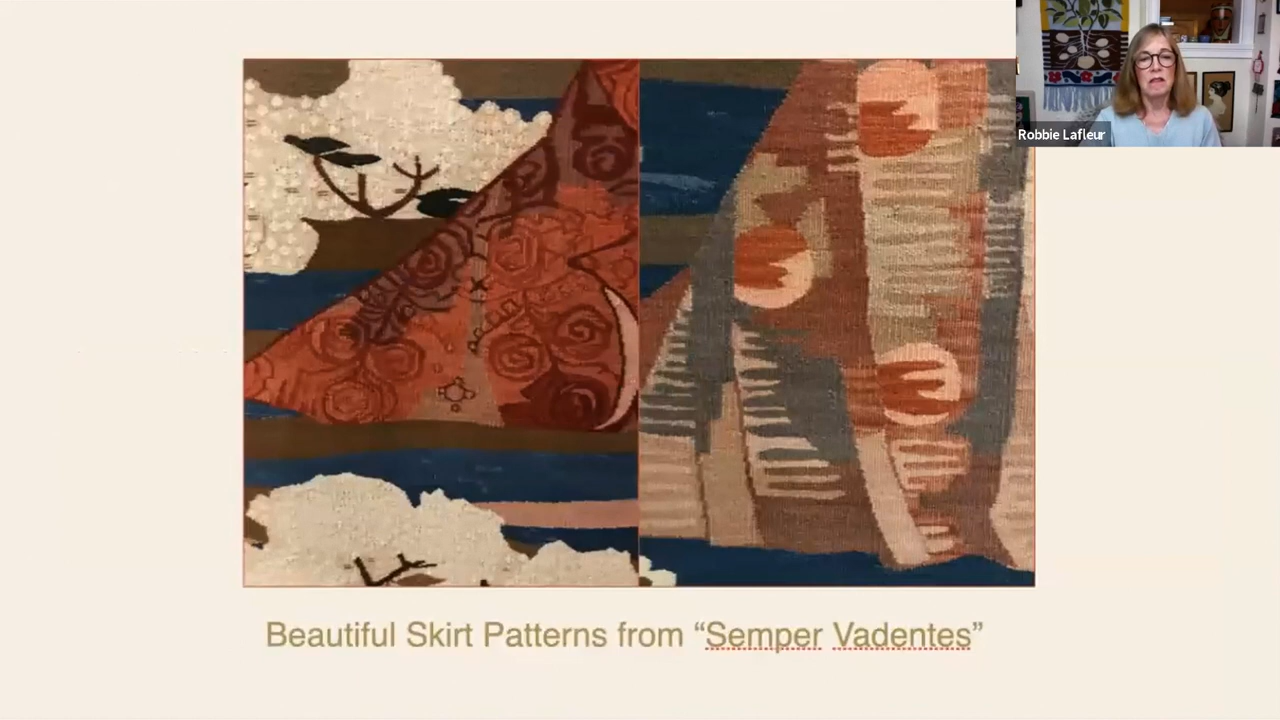 Robbie Lafleur
Beautiful Skirt Patterns from “Semper Vadentes”